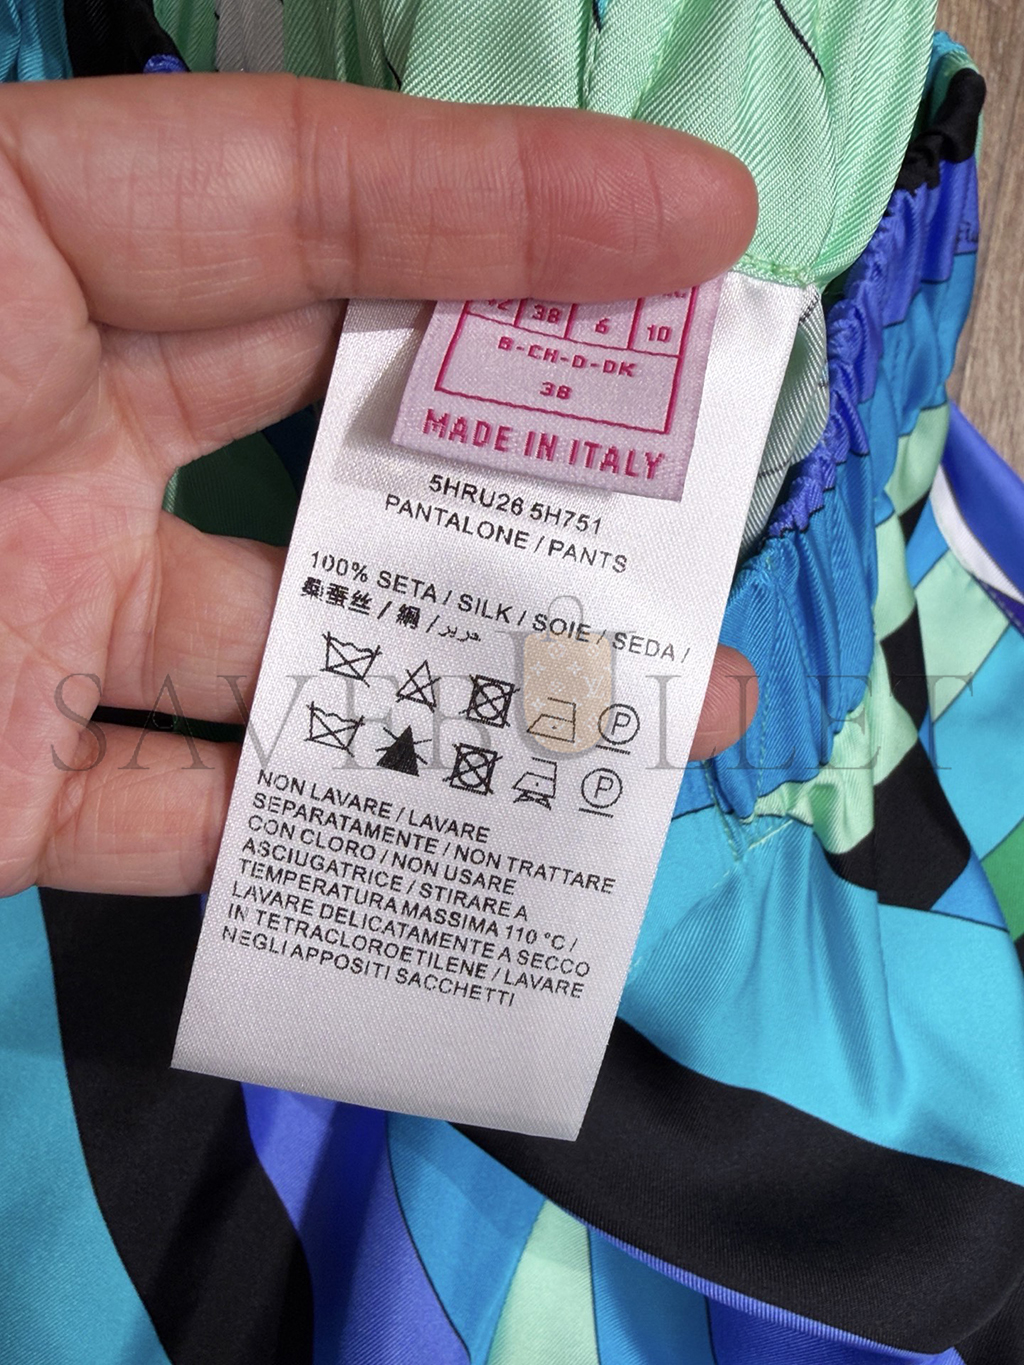 38 6 10
B-CH-D-DK
38
MADE IN ITALY
5HRU26 5H751
PANTALONE / PANTS
100% SETA / SILK / SOIE / SEDA /
桑蚕丝 / 絹 / حرير
P
P
SAVEBULLET
NON LAVARE / LAVARE
SEPARATAMENTE / NON TRATTARE
CON CLORO / NON USARE
ASCIUGATRICE / STIRARE A
TEMPERATURA MASSIMA 110 °C /
LAVARE DELICATAMENTE A SECCO
IN TETRACLOROETILENE / LAVARE
NEGLI APPOSITI SACCHETTI